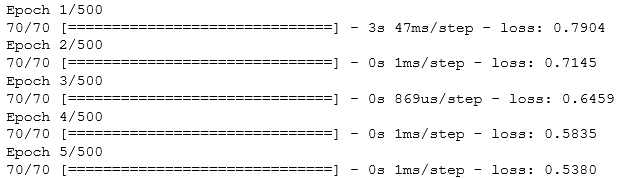 Epoch 1/500
70/70 [==============================] - 3s 47ms/step - loss: 0.7904
Epoch 2/500
70/70 [==============================] - 0s 1ms/step - loss: 0.7145
Epoch 3/500
70/70 [==============================] - 0s 869us/step - loss: 0.6459
Epoch 4/500
70/70 [==============================] - 0s 1ms/step - loss: 0.5835
Epoch 5/500
70/70 [==============================] - 0s 1ms/step - loss: 0.5380